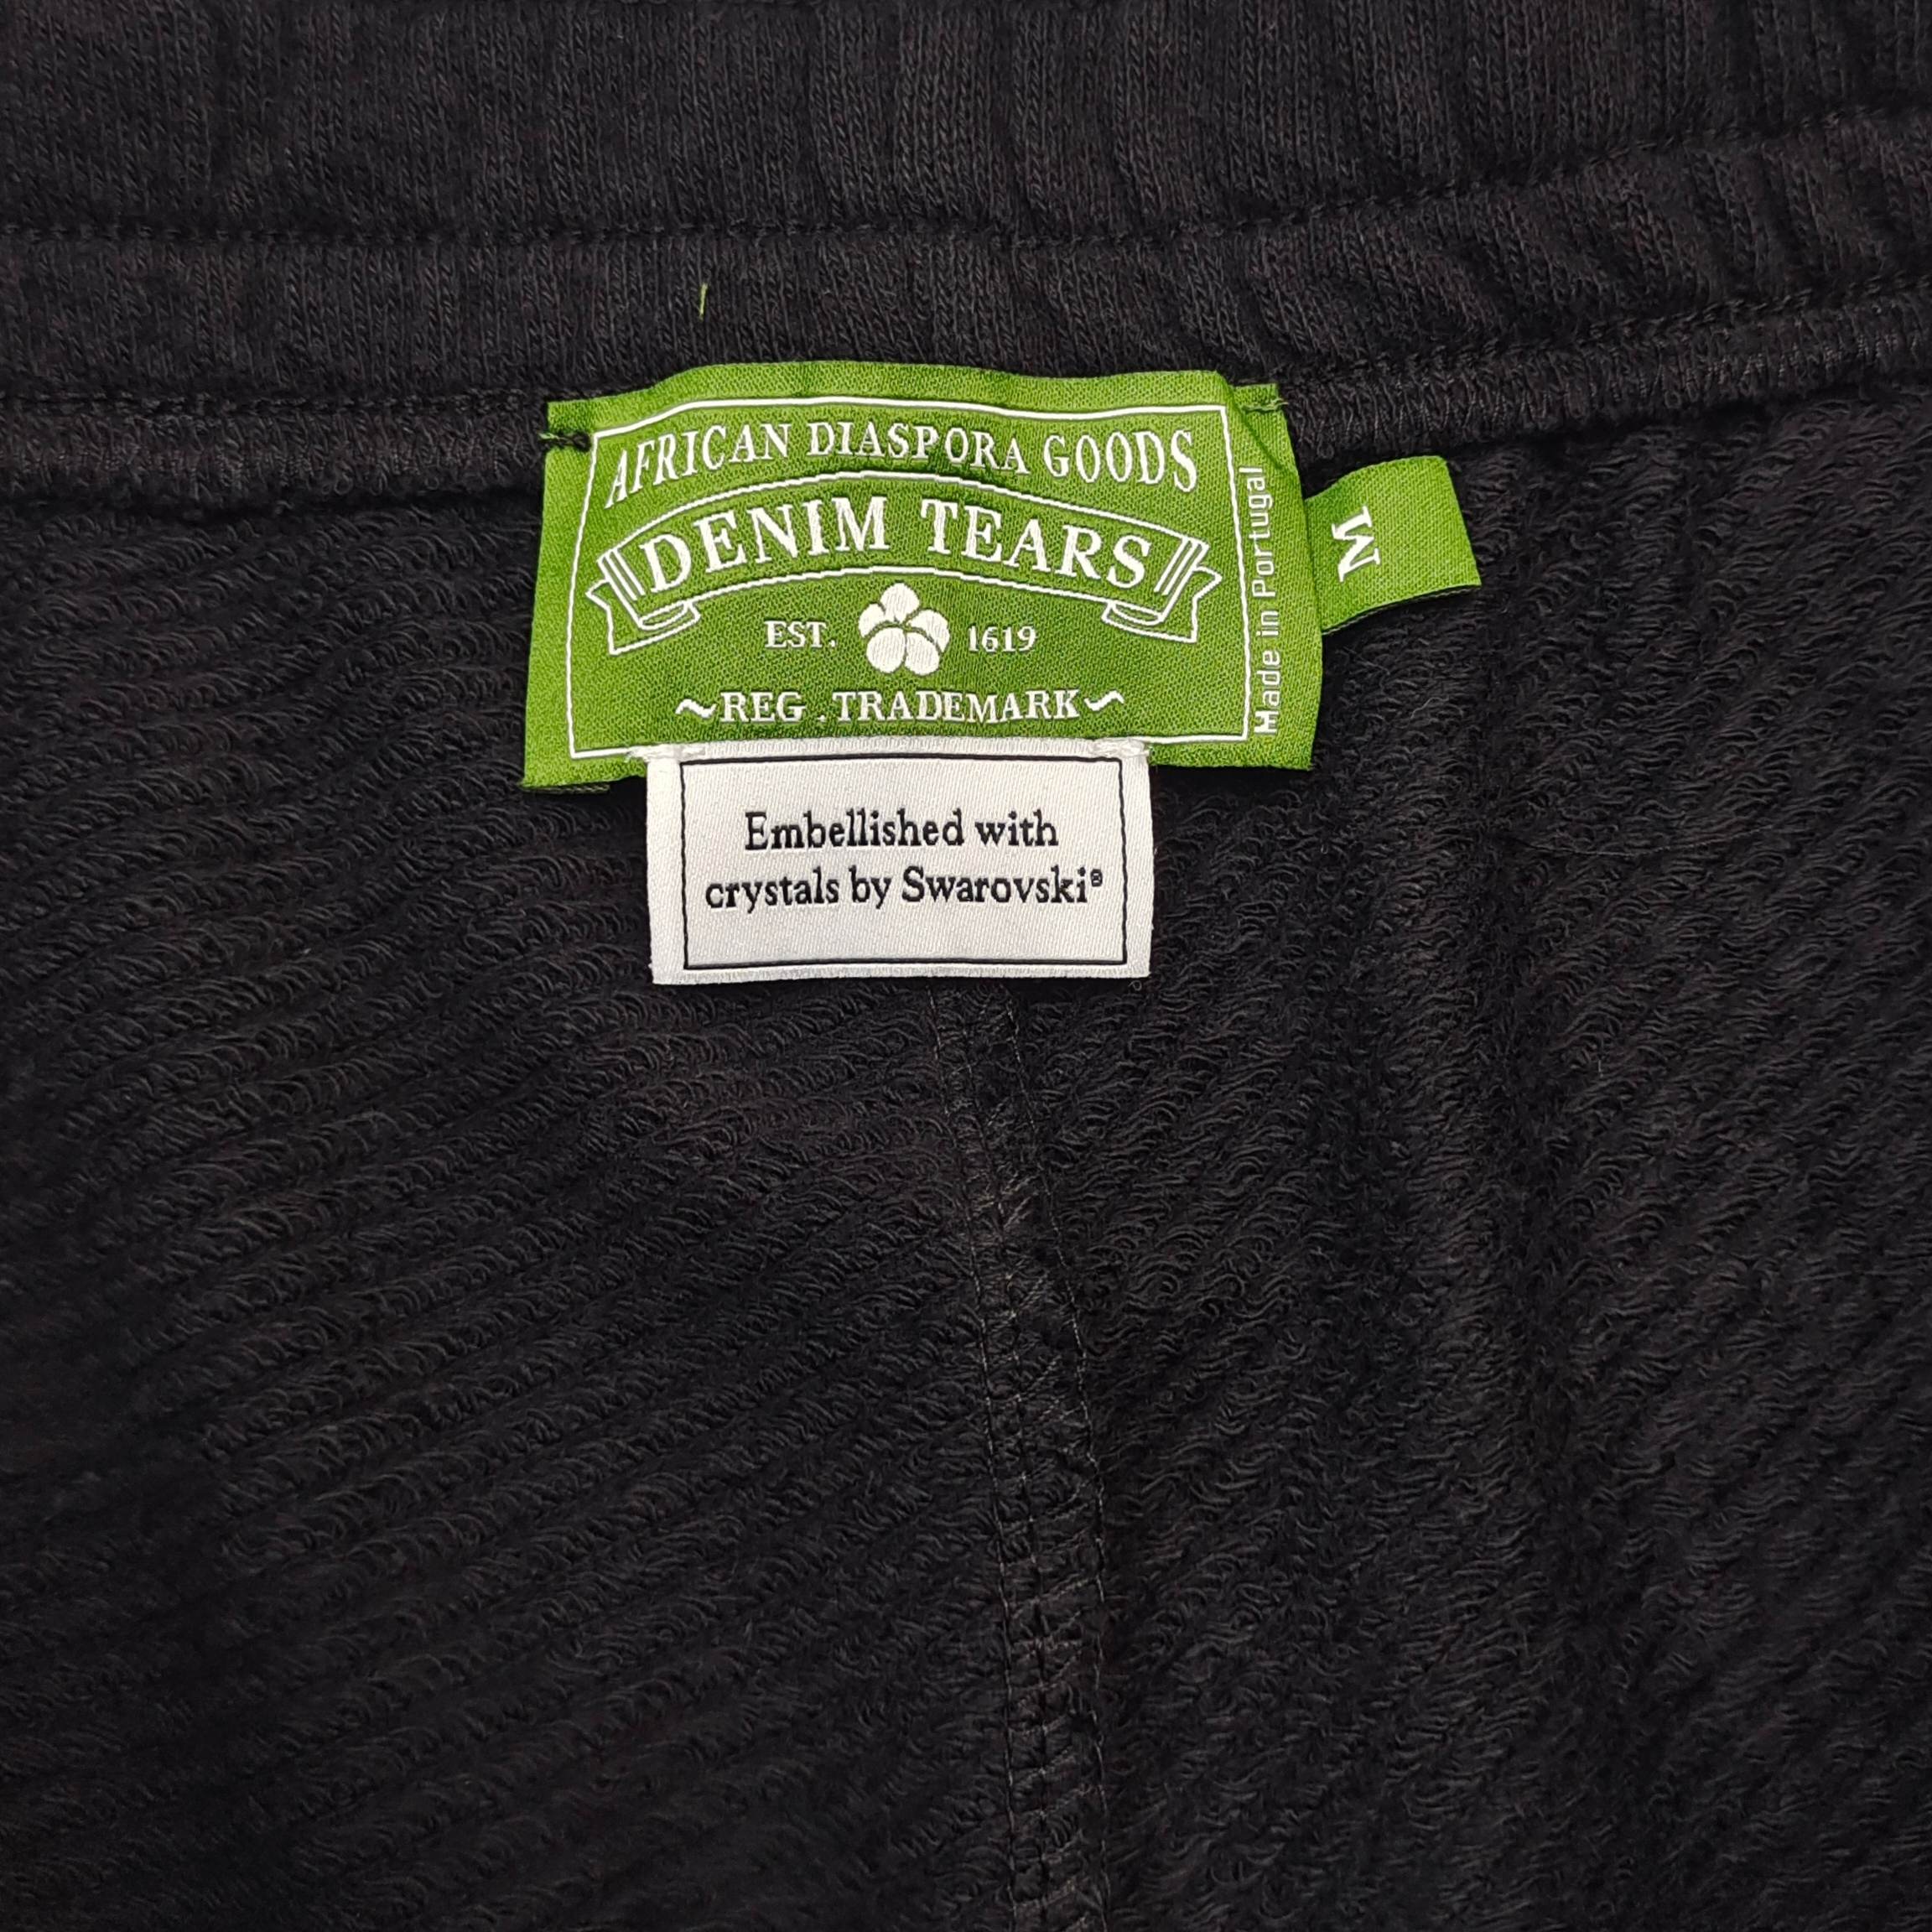 AFRICAN DIASPORA GOODS
DENIM TEARS
EST. 1619
~REG . TRADEMARK~
Made in Portugal
M
Embellished with
crystals by Swarovski®